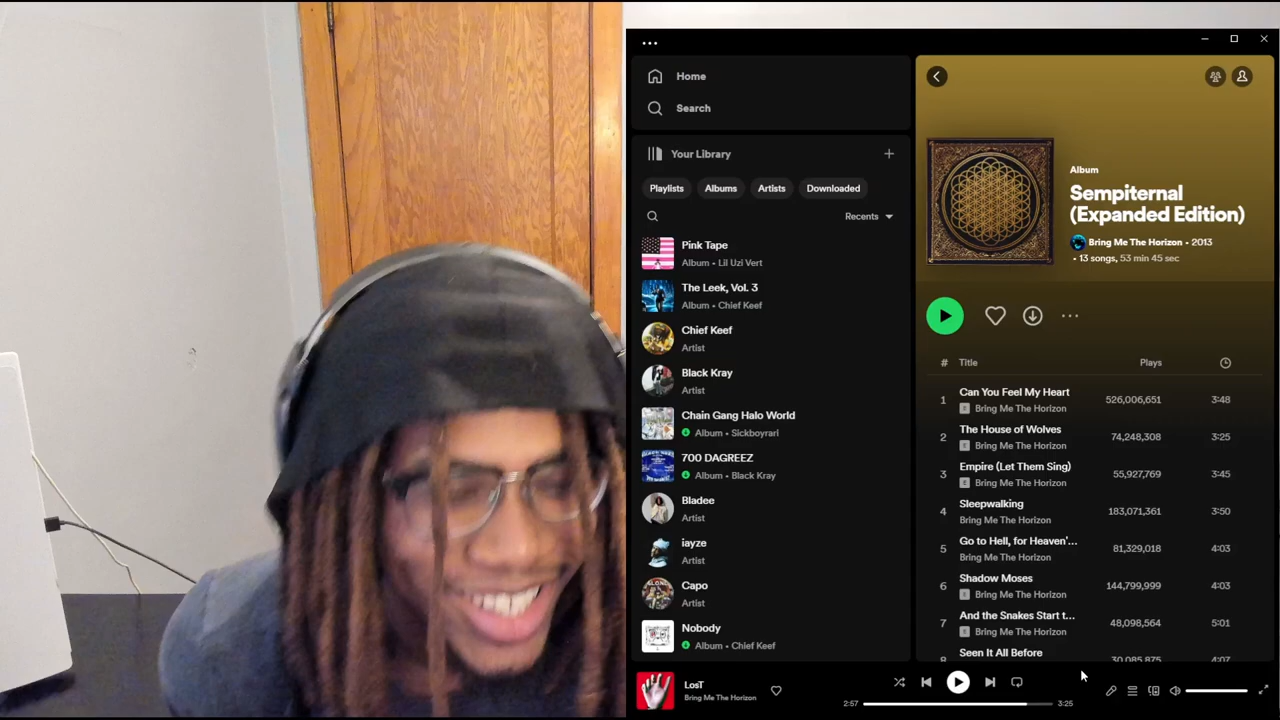 Home
Search
Your Library
Playlists
Albums
Artists
Downloaded
Recents
Pink Tape
Album • Lil Uzi Vert
The Leek, Vol. 3
Album • Chief Keef
Chief Keef
Artist
Black Kray
Artist
Chain Gang Halo World
Album • Sickboyrari
700 DAGREEZ
Album • Black Kray
Bladee
Artist
iayze
Artist
Capo
Artist
Nobody
Album • Chief Keef
Album
Sempiternal
(Expanded Edition)
Bring Me The Horizon • 2013
• 13 songs, 53 min 45 sec
# Title Plays
1 Can You Feel My Heart 526,006,651 3:48
E Bring Me The Horizon
2 The House of Wolves 74,248,308 3:25
E Bring Me The Horizon
3 Empire (Let Them Sing) 55,927,769 3:45
E Bring Me The Horizon
4 Sleepwalking 183,071,361 3:50
Bring Me The Horizon
5 Go to Hell, for Heaven'... 81,329,018 4:03
Bring Me The Horizon
6 Shadow Moses 144,799,999 4:03
E Bring Me The Horizon
7 And the Snakes Start t... 48,098,564 5:01
E Bring Me The Horizon
8 Seen It All Before 30,085,875 4:07
LosT
Bring Me The Horizon
2:57
3:25